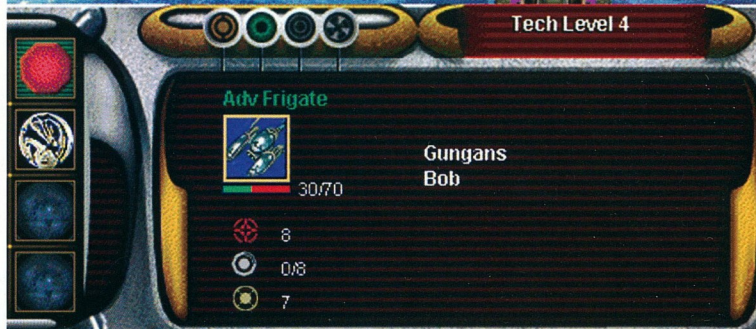 Tech Level 4
Adv Frigate
Gungans
Bob
30/70
8
0/8
7